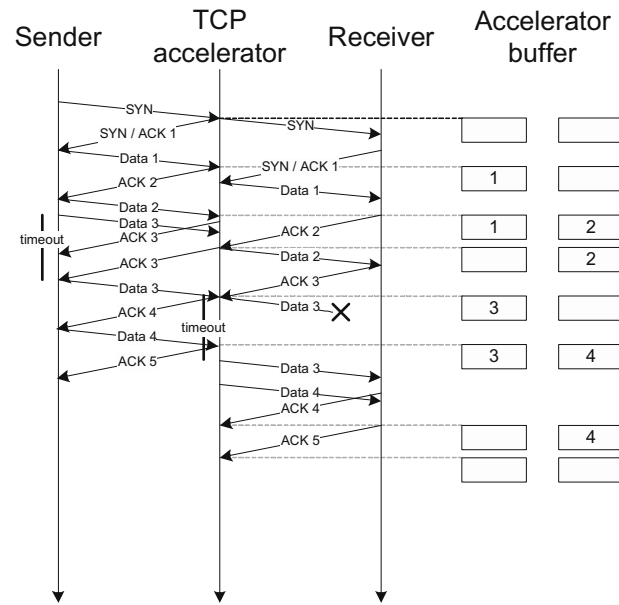 Sender
TCP accelerator
Receiver
Accelerator buffer
SYN
SYN
SYN / ACK 1
Data 1
SYN / ACK 1
1
ACK 2
Data 1
Data 2
Data 3
1 2
timeout
ACK 3
ACK 2
ACK 3
Data 2
2
Data 3
ACK 3
Data 3
3
ACK 4
timeout
Data 4
3 4
ACK 5
Data 3
Data 4
ACK 4
ACK 5
4